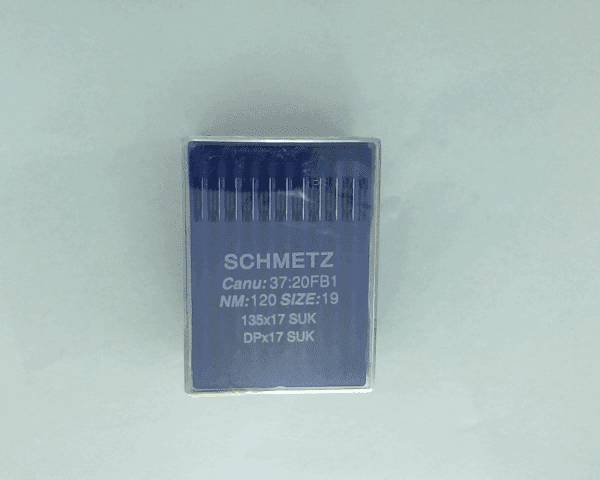 SCHMETZ
Canu: 37:20FB1
NM:120 SIZE:19
135x17 SUK
DPx17 SUK